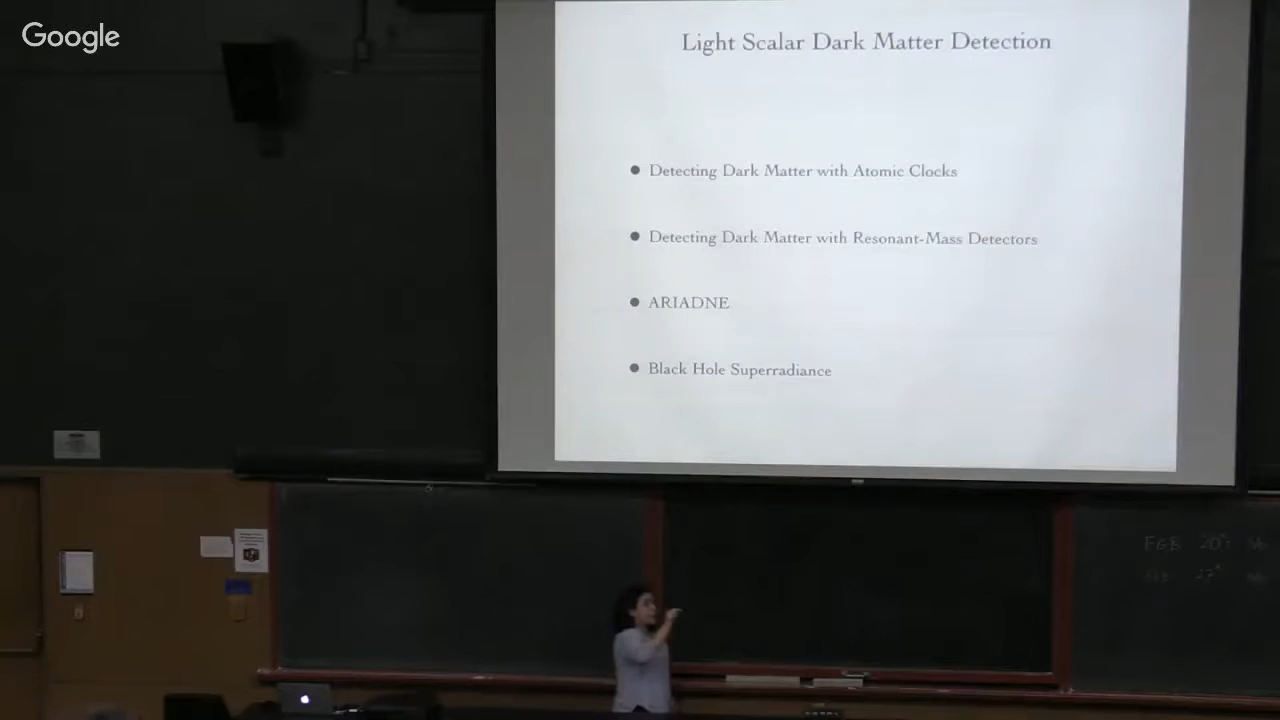 Google
Light Scalar Dark Matter Detection
● Detecting Dark Matter with Atomic Clocks
● Detecting Dark Matter with Resonant-Mass Detectors
● ARIADNE
● Black Hole Superradiance